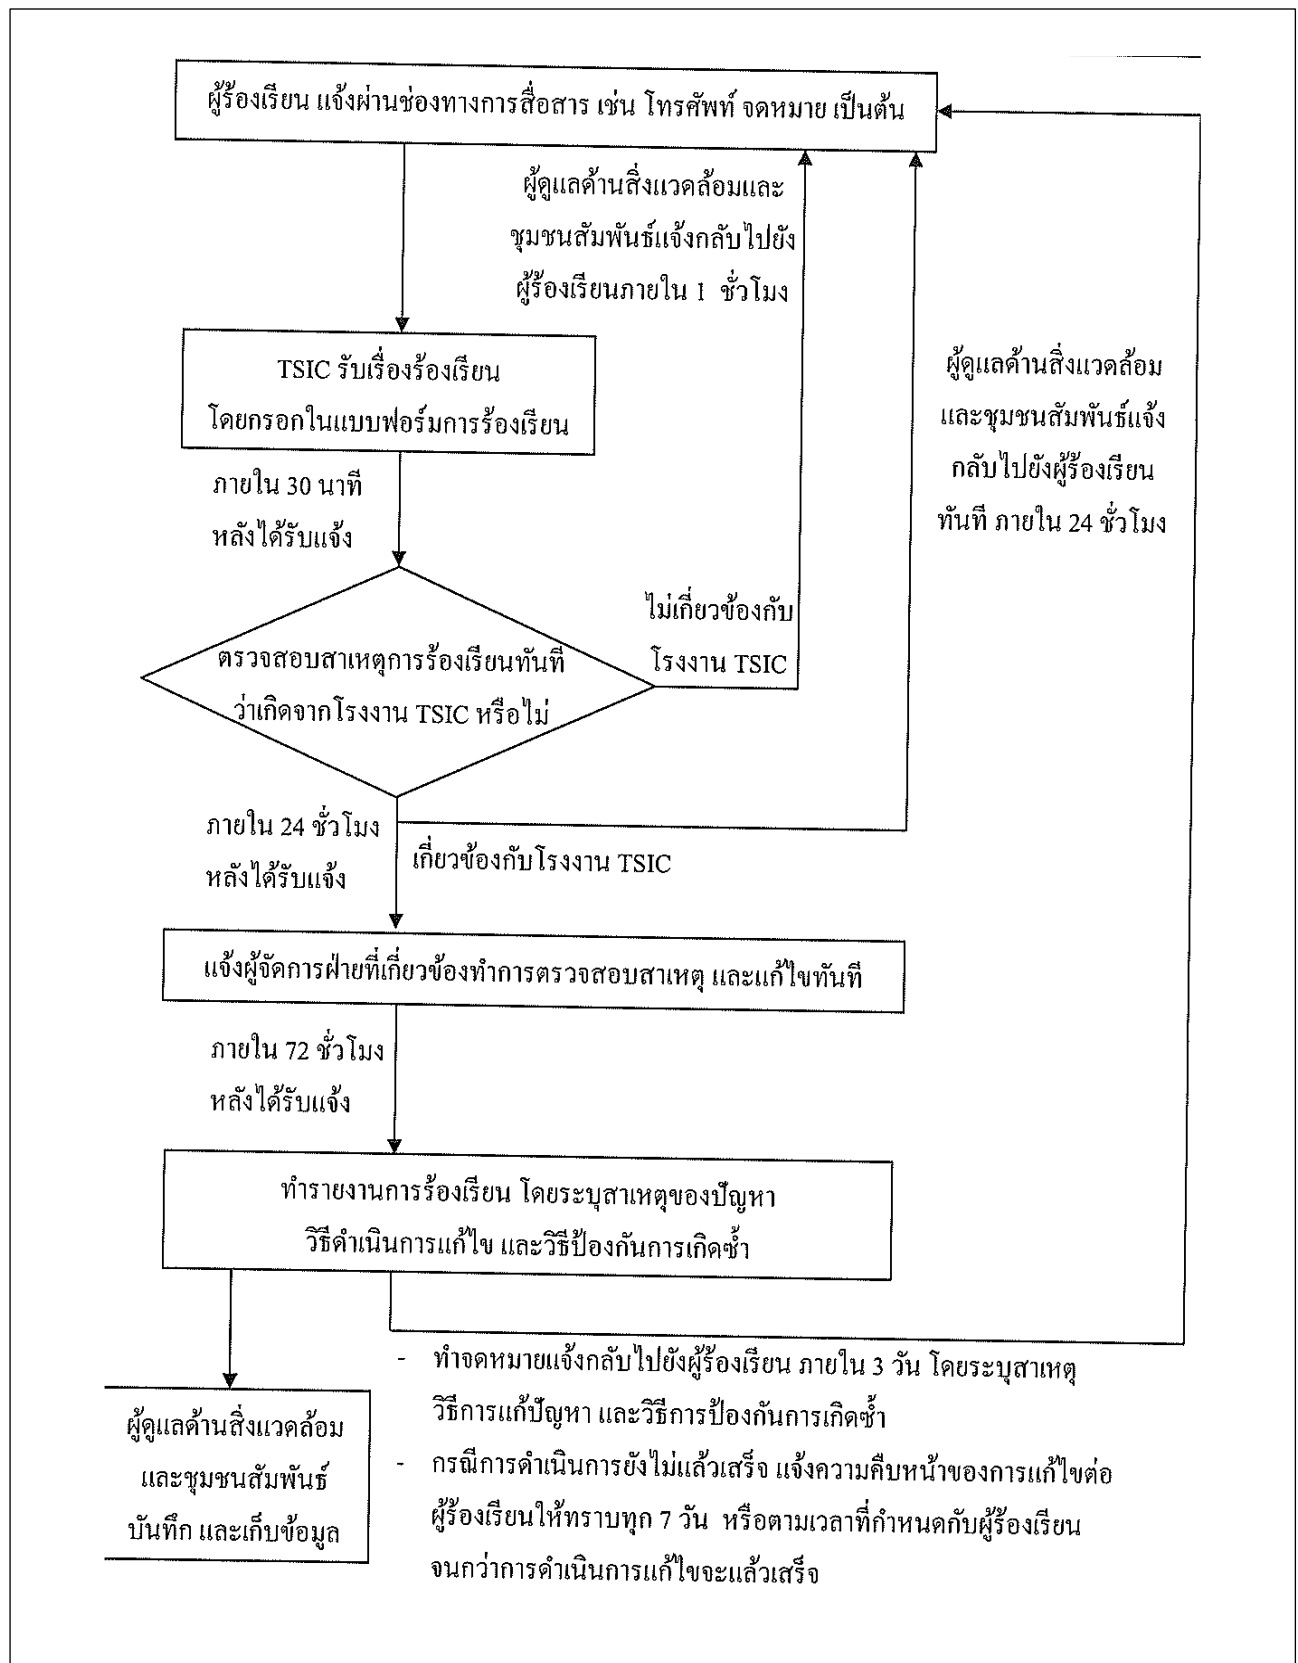 ผู้ร้องเรียน แจ้งผ่านช่องทางการสื่อสาร เช่น โทรศัพท์ จดหมาย เป็นต้น
ผู้ดูแลด้านสิ่งแวดล้อมและ
ชุมชนสัมพันธ์แจ้งกลับไปยัง
ผู้ร้องเรียนภายใน 1 ชั่วโมง
TSIC รับเรื่องร้องเรียน
โดยกรอกในแบบฟอร์มการร้องเรียน
ผู้ดูแลด้านสิ่งแวดล้อม
และชุมชนสัมพันธ์แจ้ง
กลับไปยังผู้ร้องเรียน
ทันที ภายใน 24 ชั่วโมง
ภายใน 30 นาที
หลังได้รับแจ้ง
ไม่เกี่ยวข้องกับ
โรงงาน TSIC
ตรวจสอบสาเหตุการร้องเรียนทันที
ว่าเกิดจากโรงงาน TSIC หรือไม่
ภายใน 24 ชั่วโมง
หลังได้รับแจ้ง
เกี่ยวข้องกับโรงงาน TSIC
แจ้งผู้จัดการฝ่ายที่เกี่ยวข้องทำการตรวจสอบสาเหตุ และแก้ไขทันที
ภายใน 72 ชั่วโมง
หลังได้รับแจ้ง
ทำรายงานการร้องเรียน โดยระบุสาเหตุของปัญหา
วิธีดำเนินการแก้ไข และวิธีป้องกันการเกิดซ้ำ
ผู้ดูแลด้านสิ่งแวดล้อม
และชุมชนสัมพันธ์
บันทึก และเก็บข้อมูล
- ทำจดหมายแจ้งกลับไปยังผู้ร้องเรียน ภายใน 3 วัน โดยระบุสาเหตุ
วิธีการแก้ปัญหา และวิธีการป้องกันการเกิดซ้ำ
- กรณีการดำเนินการยังไม่แล้วเสร็จ แจ้งความคืบหน้าของการแก้ไขต่อ
ผู้ร้องเรียนให้ทราบทุก 7 วัน หรือตามเวลาที่กำหนดกับผู้ร้องเรียน
จนกว่าการดำเนินการแก้ไขจะแล้วเสร็จ